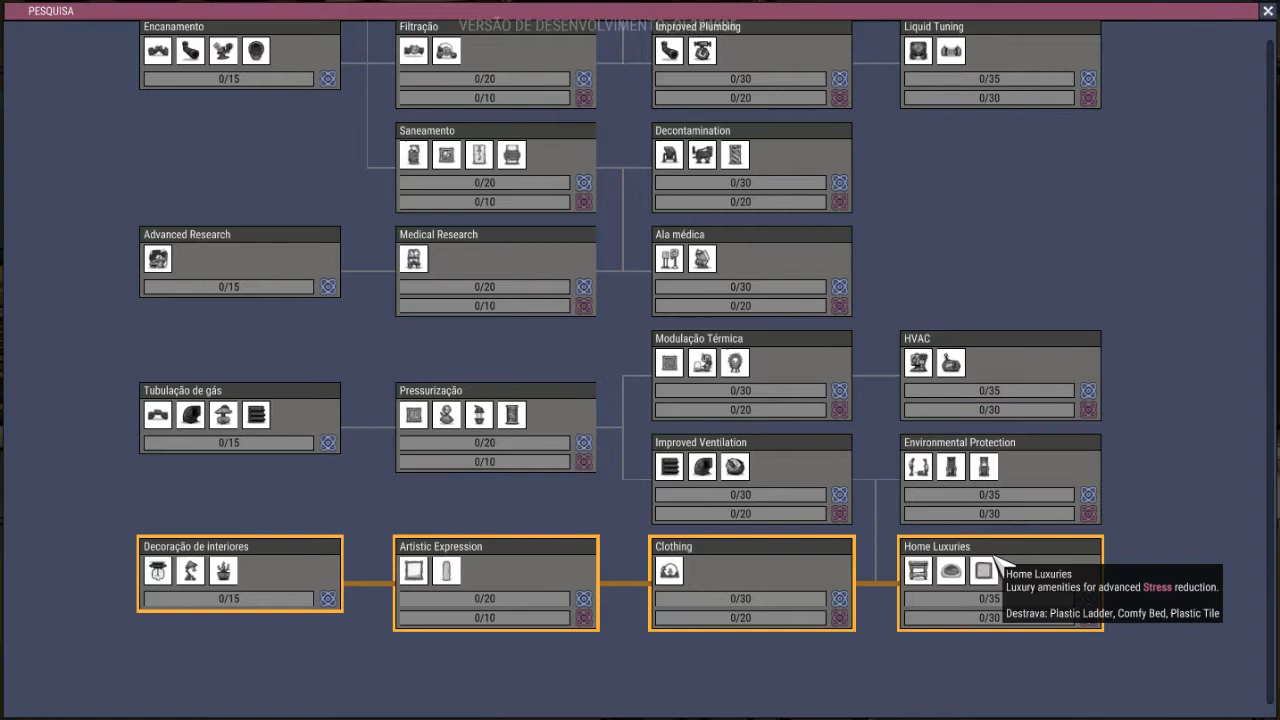 PESQUISA
VERSÃO DE DESENVOLVIMENTO:
Encanamento
Filtração
Improved Plumbing
Liquid Tuning
0/15
0/20
0/30
0/35
0/10
0/20
0/30
Saneamento
Decontamination
0/20
0/30
0/10
0/20
Advanced Research
Medical Research
Ala médica
0/15
0/20
0/30
0/10
0/20
Modulação Térmica
HVAC
0/30
0/35
0/20
0/30
Tubulação de gás
Pressurização
0/15
0/20
0/10
Improved Ventilation
Environmental Protection
0/30
0/35
0/20
0/30
Decoração de interiores
Artistic Expression
Clothing
Home Luxuries
0/15
0/20
0/30
0/35
0/10
0/20
0/30
Home Luxuries
Luxury amenities for advanced Stress reduction.
Destrava: Plastic Ladder, Comfy Bed, Plastic Tile